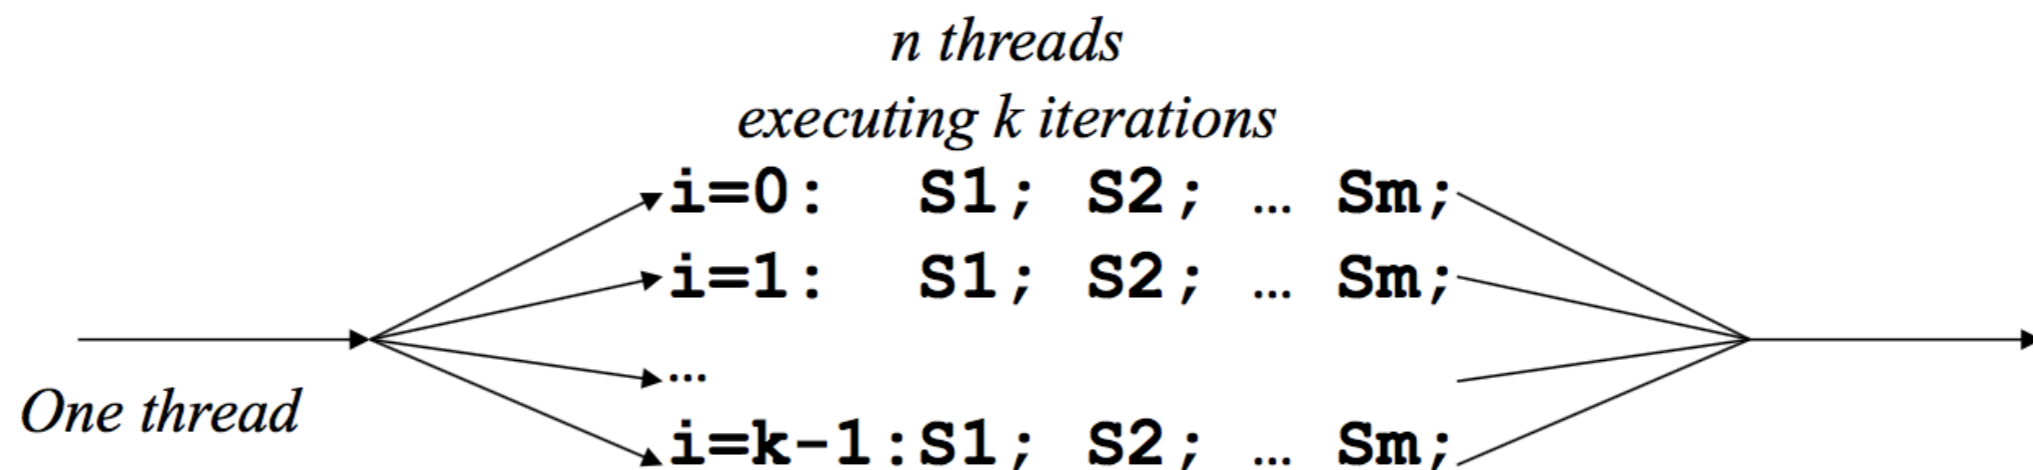 n threads
executing k iterations
i=0: S1; S2; … Sm;
i=1: S1; S2; … Sm;
…
One thread
i=k-1:S1; S2; … Sm;